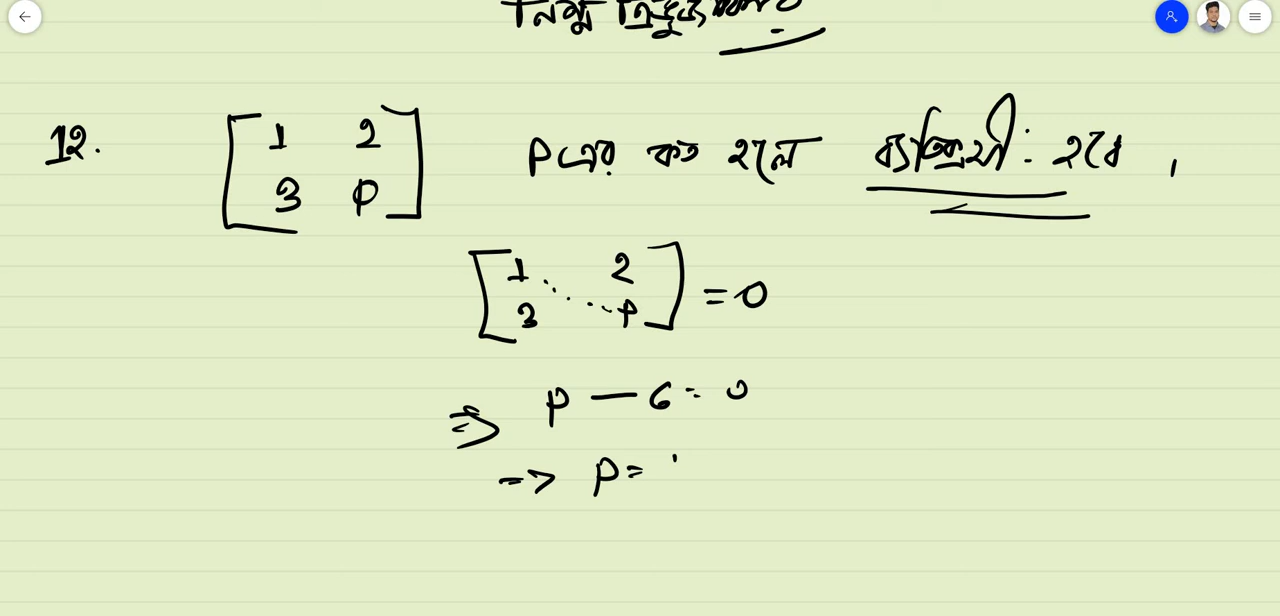 নিম্ন ত্রিভুজ
12. [1 2 3 P] P এর কত হলে ব্যতিক্রমী: হবে,
[1 2 3 P] = 0
⇒ P — 6 = 0
⇒ P =